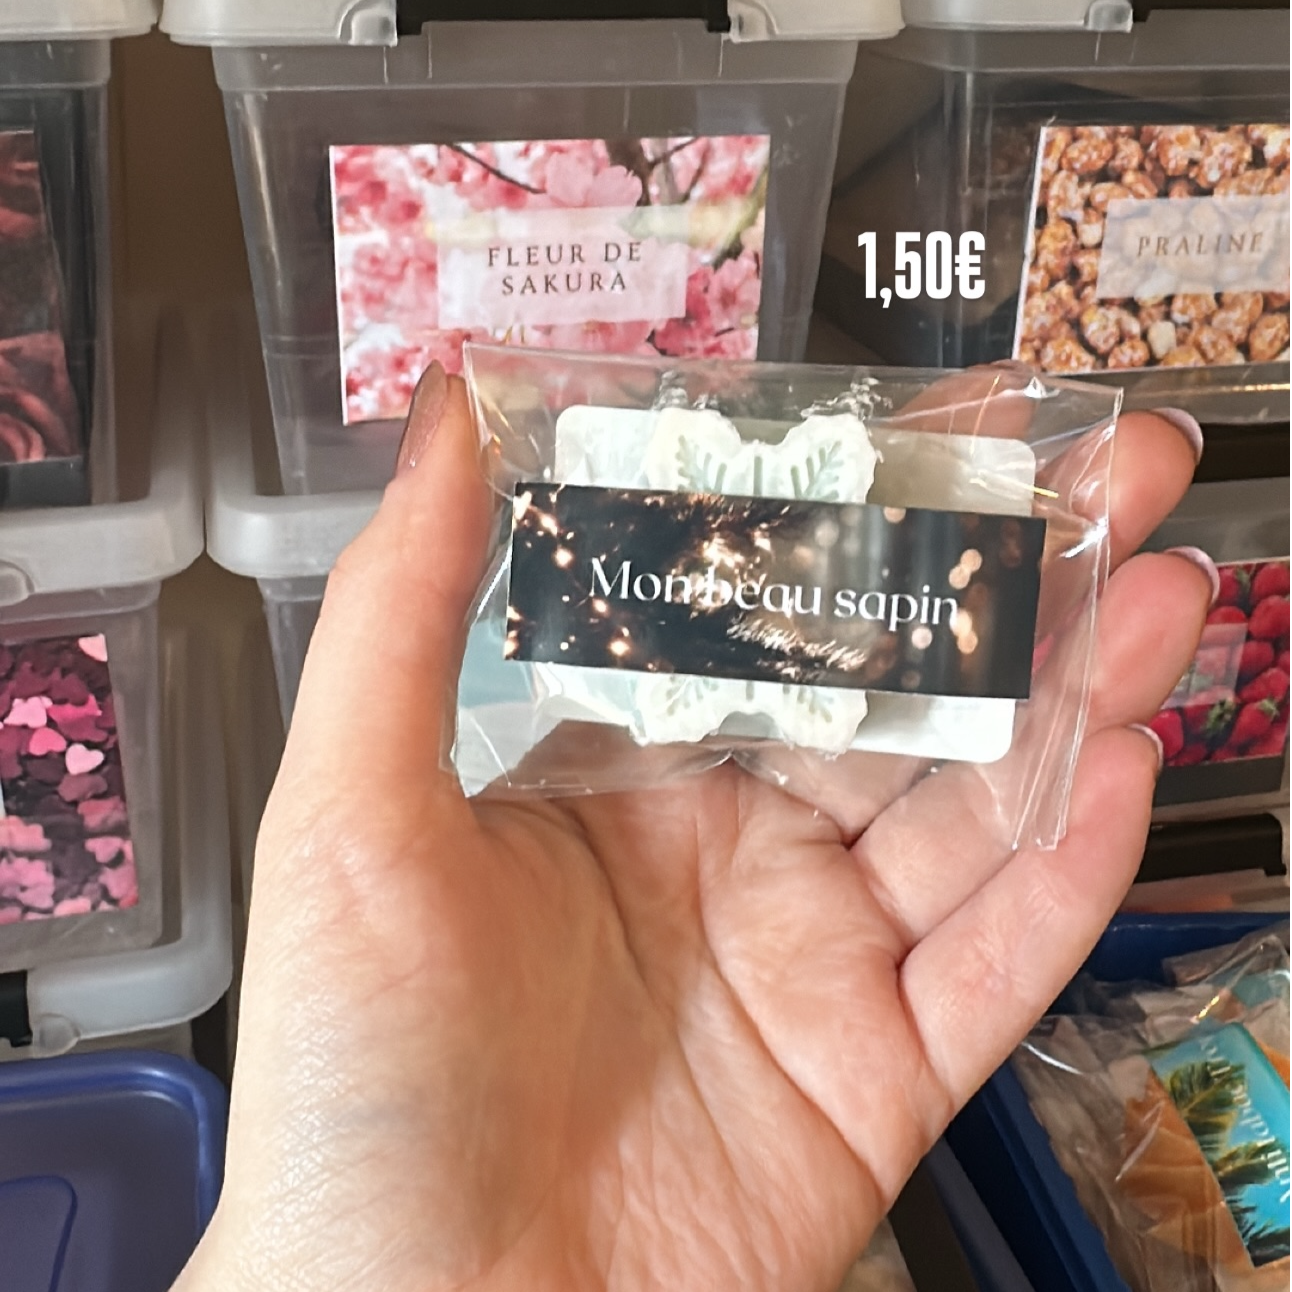 FLEUR DE
SAKURA
1,50€
PRALINE
Mon beau sapin